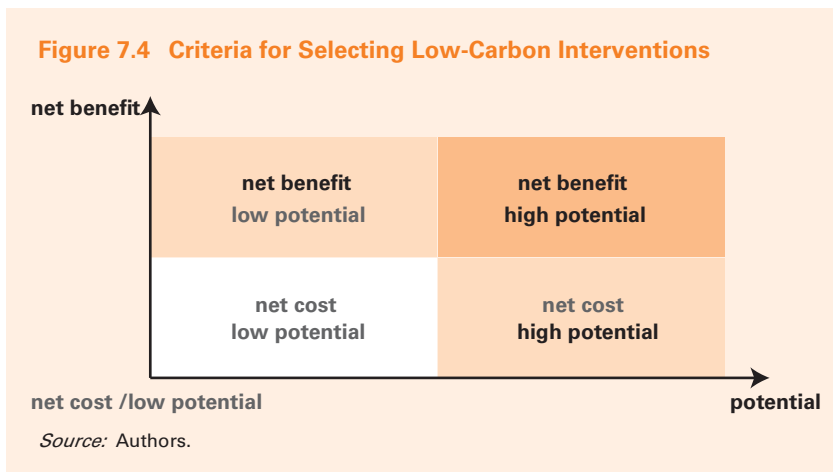 Figure 7.4 Criteria for Selecting Low-Carbon Interventions
net benefit
net benefit
low potential
net benefit
high potential
net cost
low potential
net cost
high potential
net cost /low potential
potential
Source: Authors.